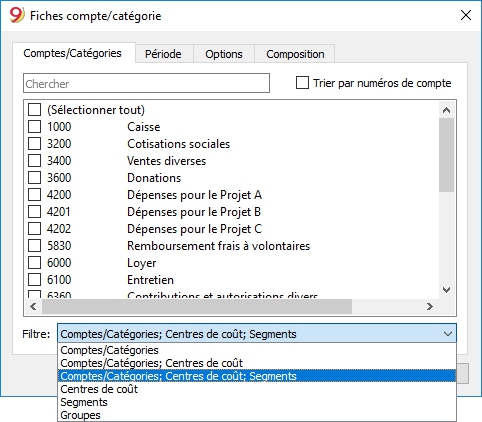 9 Fiches compte/catégorie
Comptes/Catégories Période Options Composition
Chercher Trier par numéros de compte
(Sélectionner tout)
1000 Caisse
3200 Cotisations sociales
3400 Ventes diverses
3600 Donations
4200 Dépenses pour le Projet A
4201 Dépenses pour le Projet B
4202 Dépenses pour le Projet C
5830 Remboursement frais à volontaires
6000 Loyer
6100 Entretien
6360 Contributions et autorisations divers
Filtre: Comptes/Catégories; Centres de coût; Segments
Comptes/Catégories
Comptes/Catégories; Centres de coût
Comptes/Catégories; Centres de coût; Segments
Centres de coût
Segments
Groupes